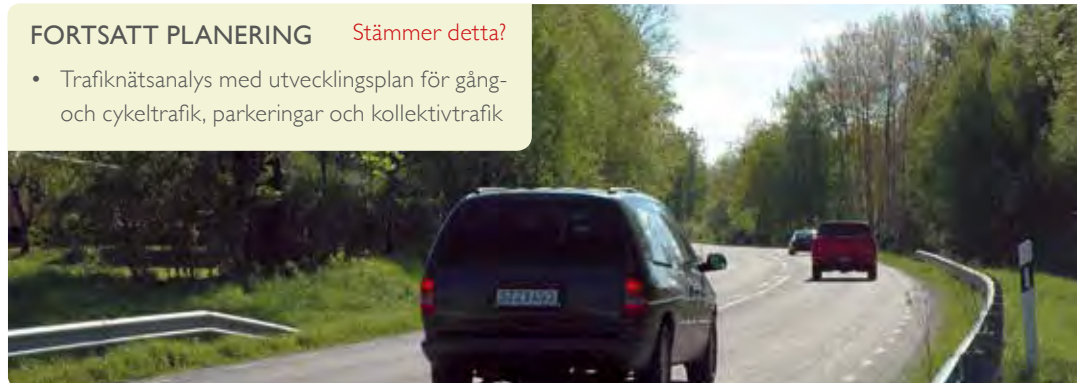 FORTSATT PLANERING Stämmer detta?
• Trafiknätsanalys med utvecklingsplan för gång-
och cykeltrafik, parkeringar och kollektivtrafik